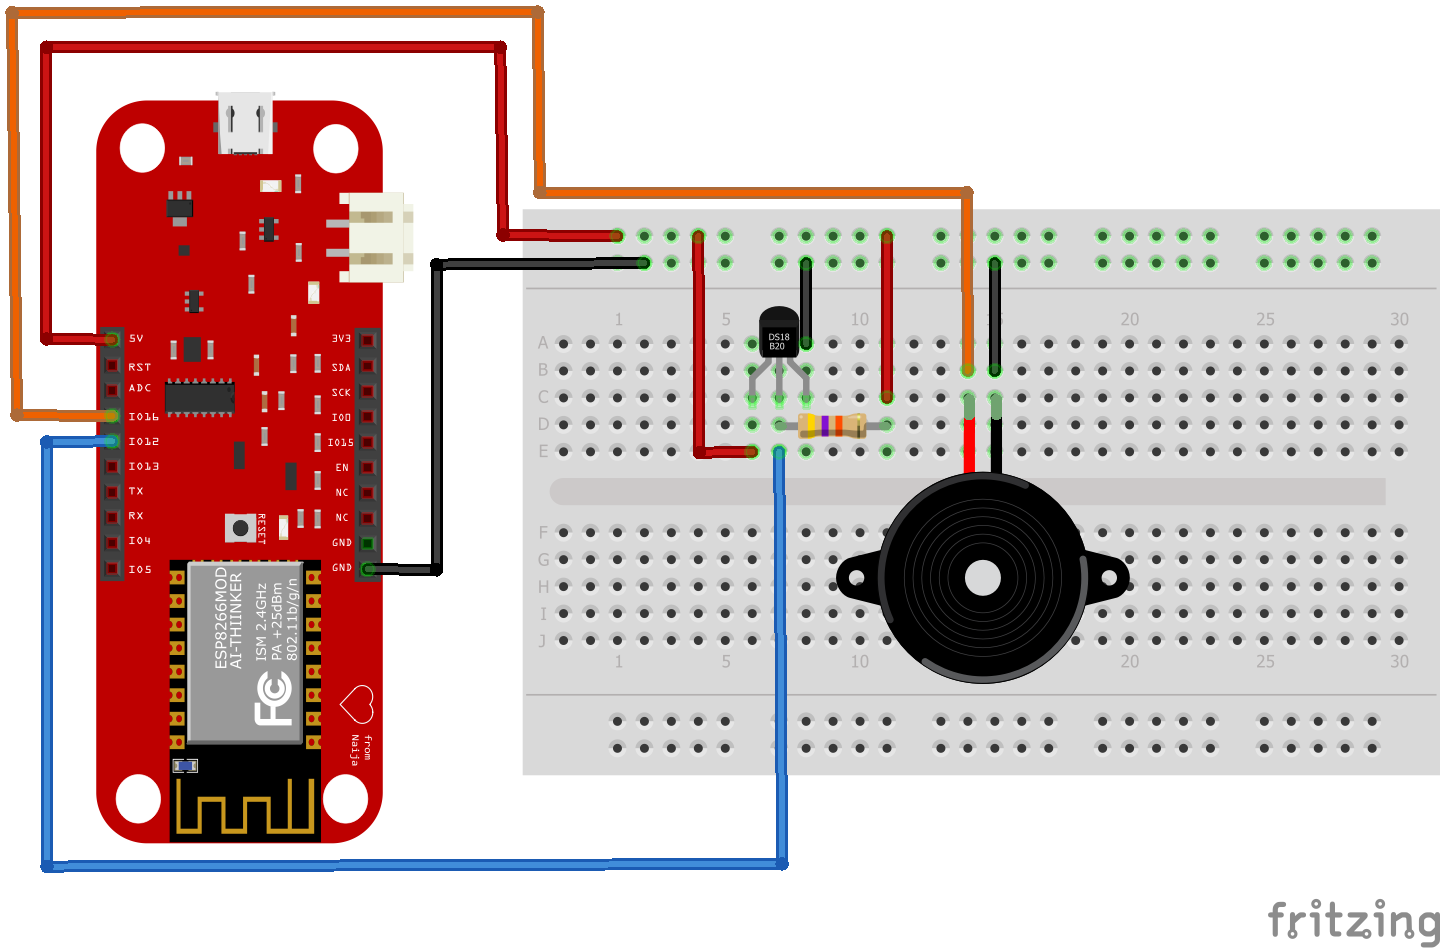 5V
RST
ADC
IO16
IO12
IO13
TX
RX
IO4
IO5
3V3
SDA
SCK
IO0
IO15
EN
NC
NC
GND
GND
RESET
ESP8266MOD
AI-THIINKER
ISM 2.4GHz
PA +25dBm
802.11b/g/n
FC
from
Naija
DS18
B20
1 5 10 15 20 25 30
A
B
C
D
E
F
G
H
I
J
1 5 10 20 25 30
fritzing